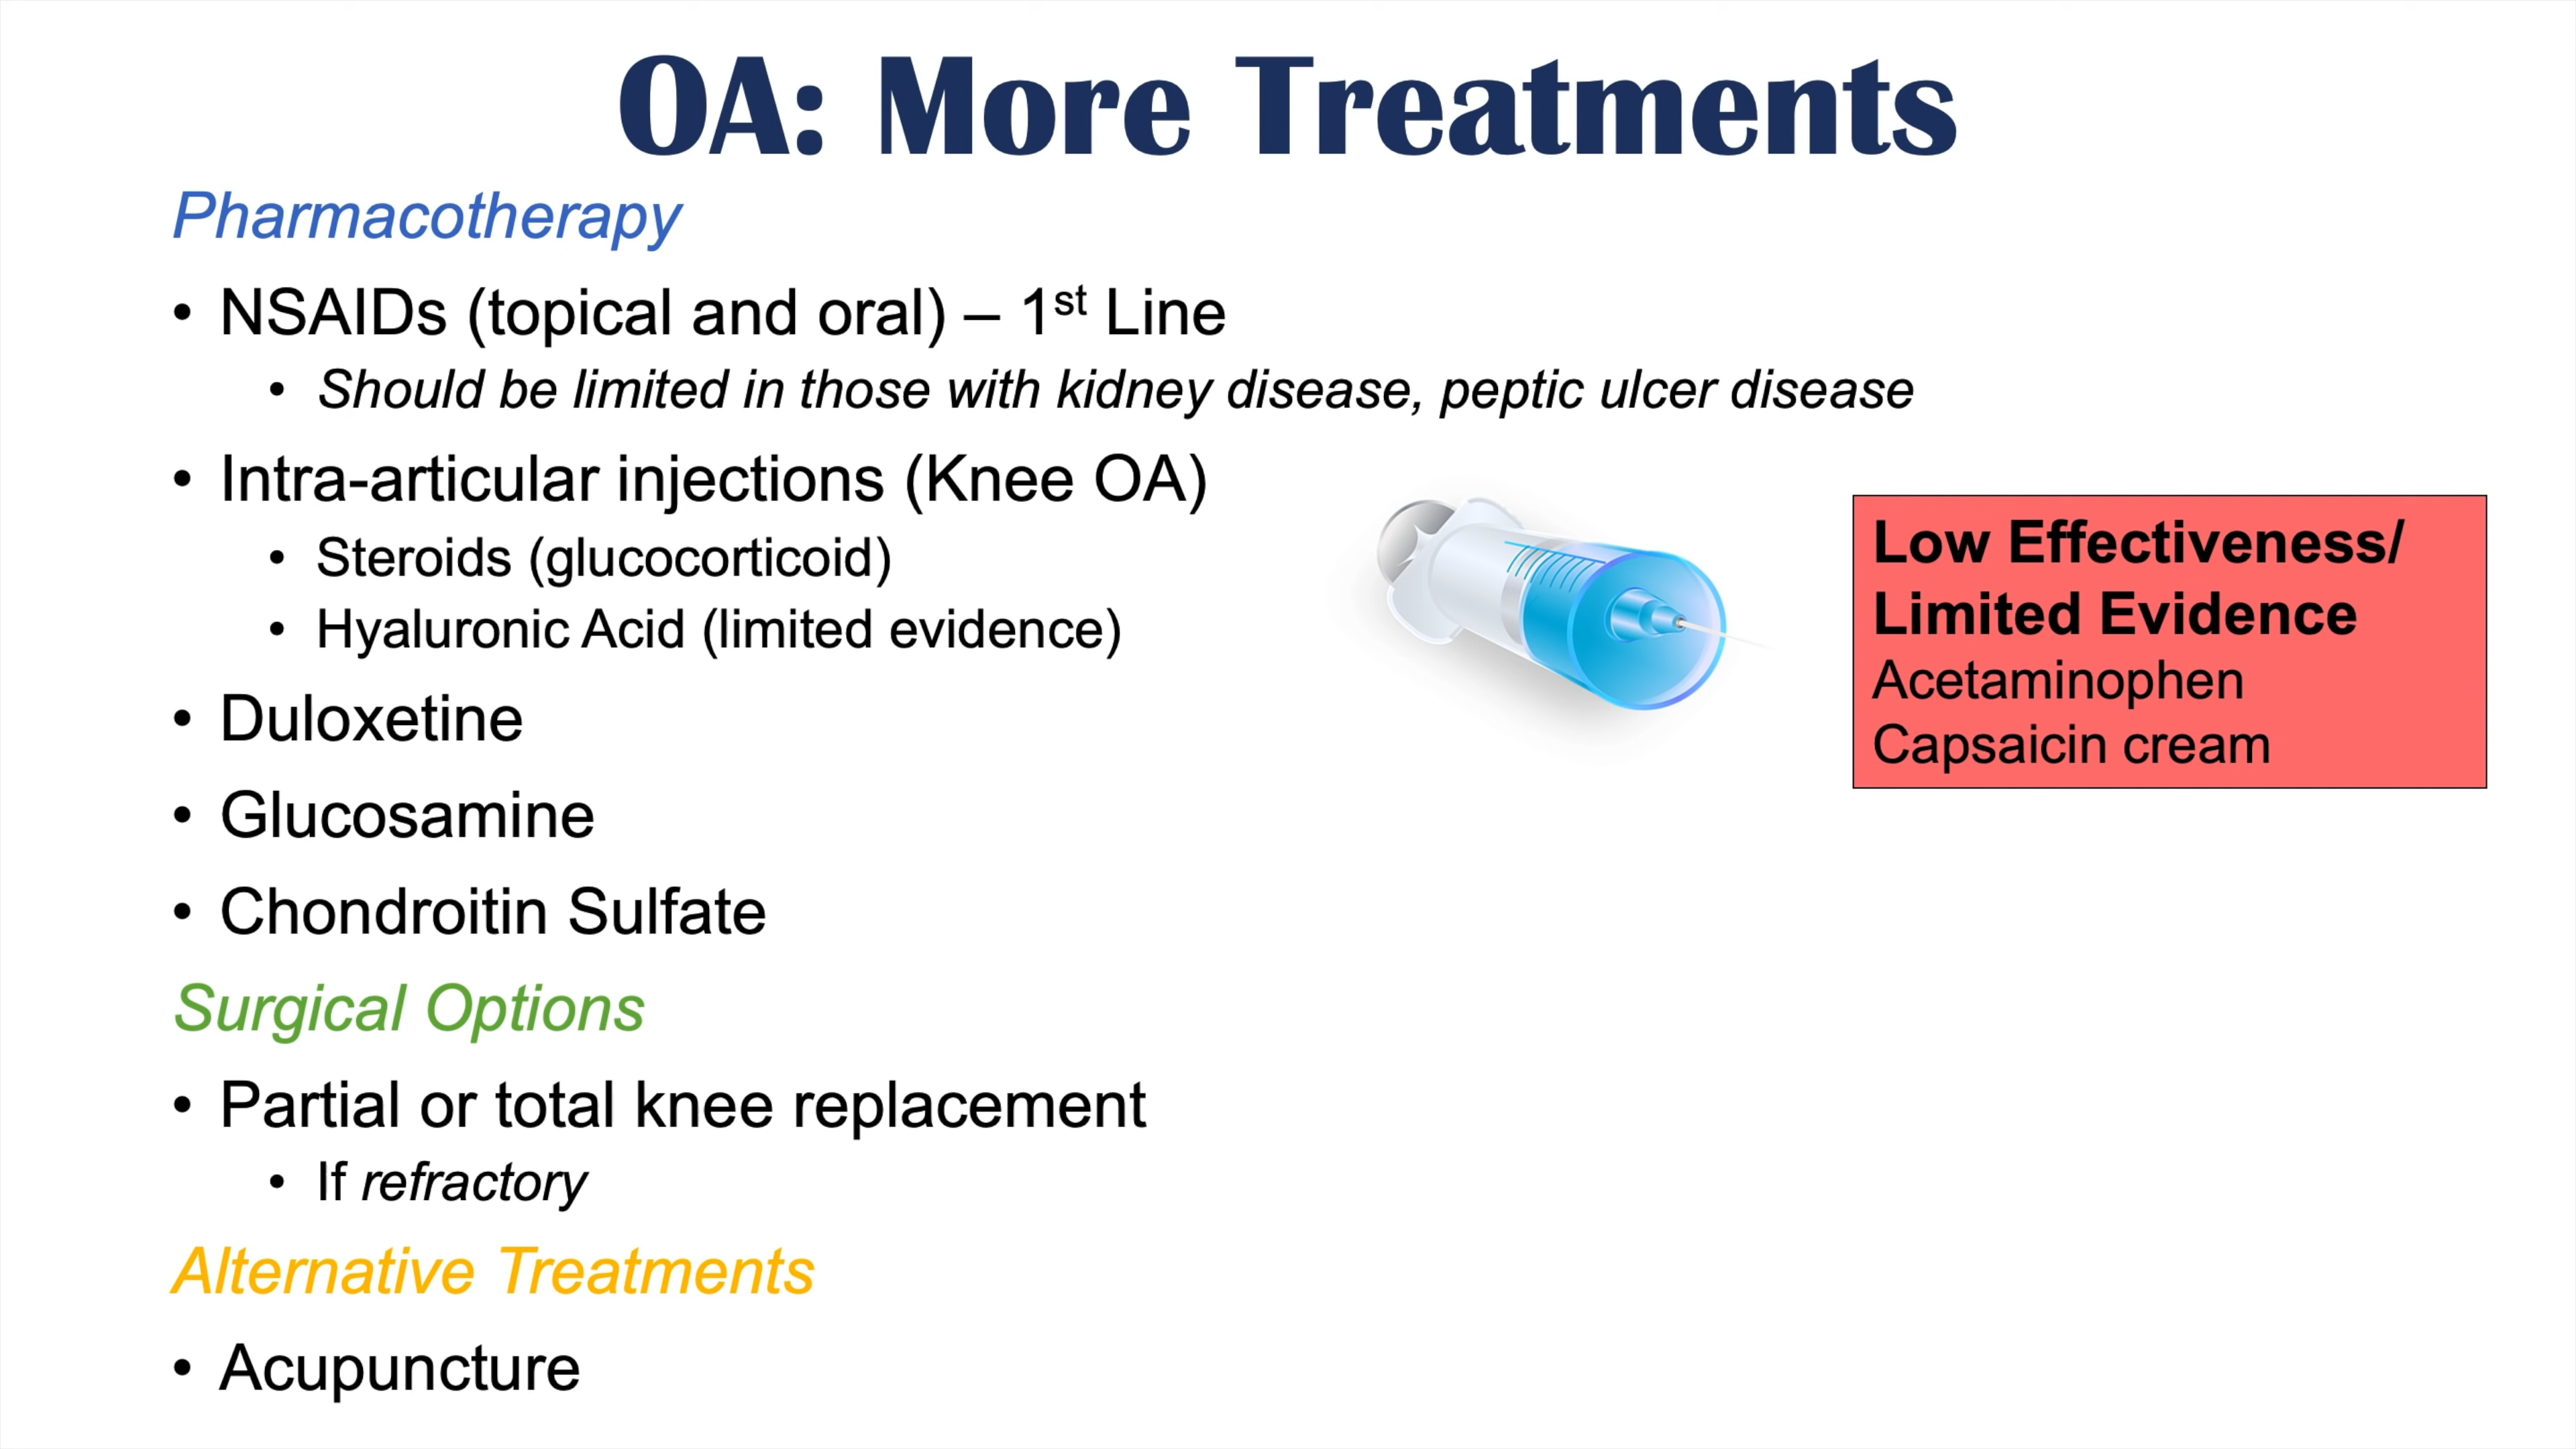 OA: More Treatments
Pharmacotherapy
• NSAIDs (topical and oral) – 1st Line
• Should be limited in those with kidney disease, peptic ulcer disease
• Intra-articular injections (Knee OA)
• Steroids (glucocorticoid)
• Hyaluronic Acid (limited evidence)
• Duloxetine
• Glucosamine
• Chondroitin Sulfate
Surgical Options
• Partial or total knee replacement
• If refractory
Alternative Treatments
• Acupuncture
Low Effectiveness/
Limited Evidence
Acetaminophen
Capsaicin cream